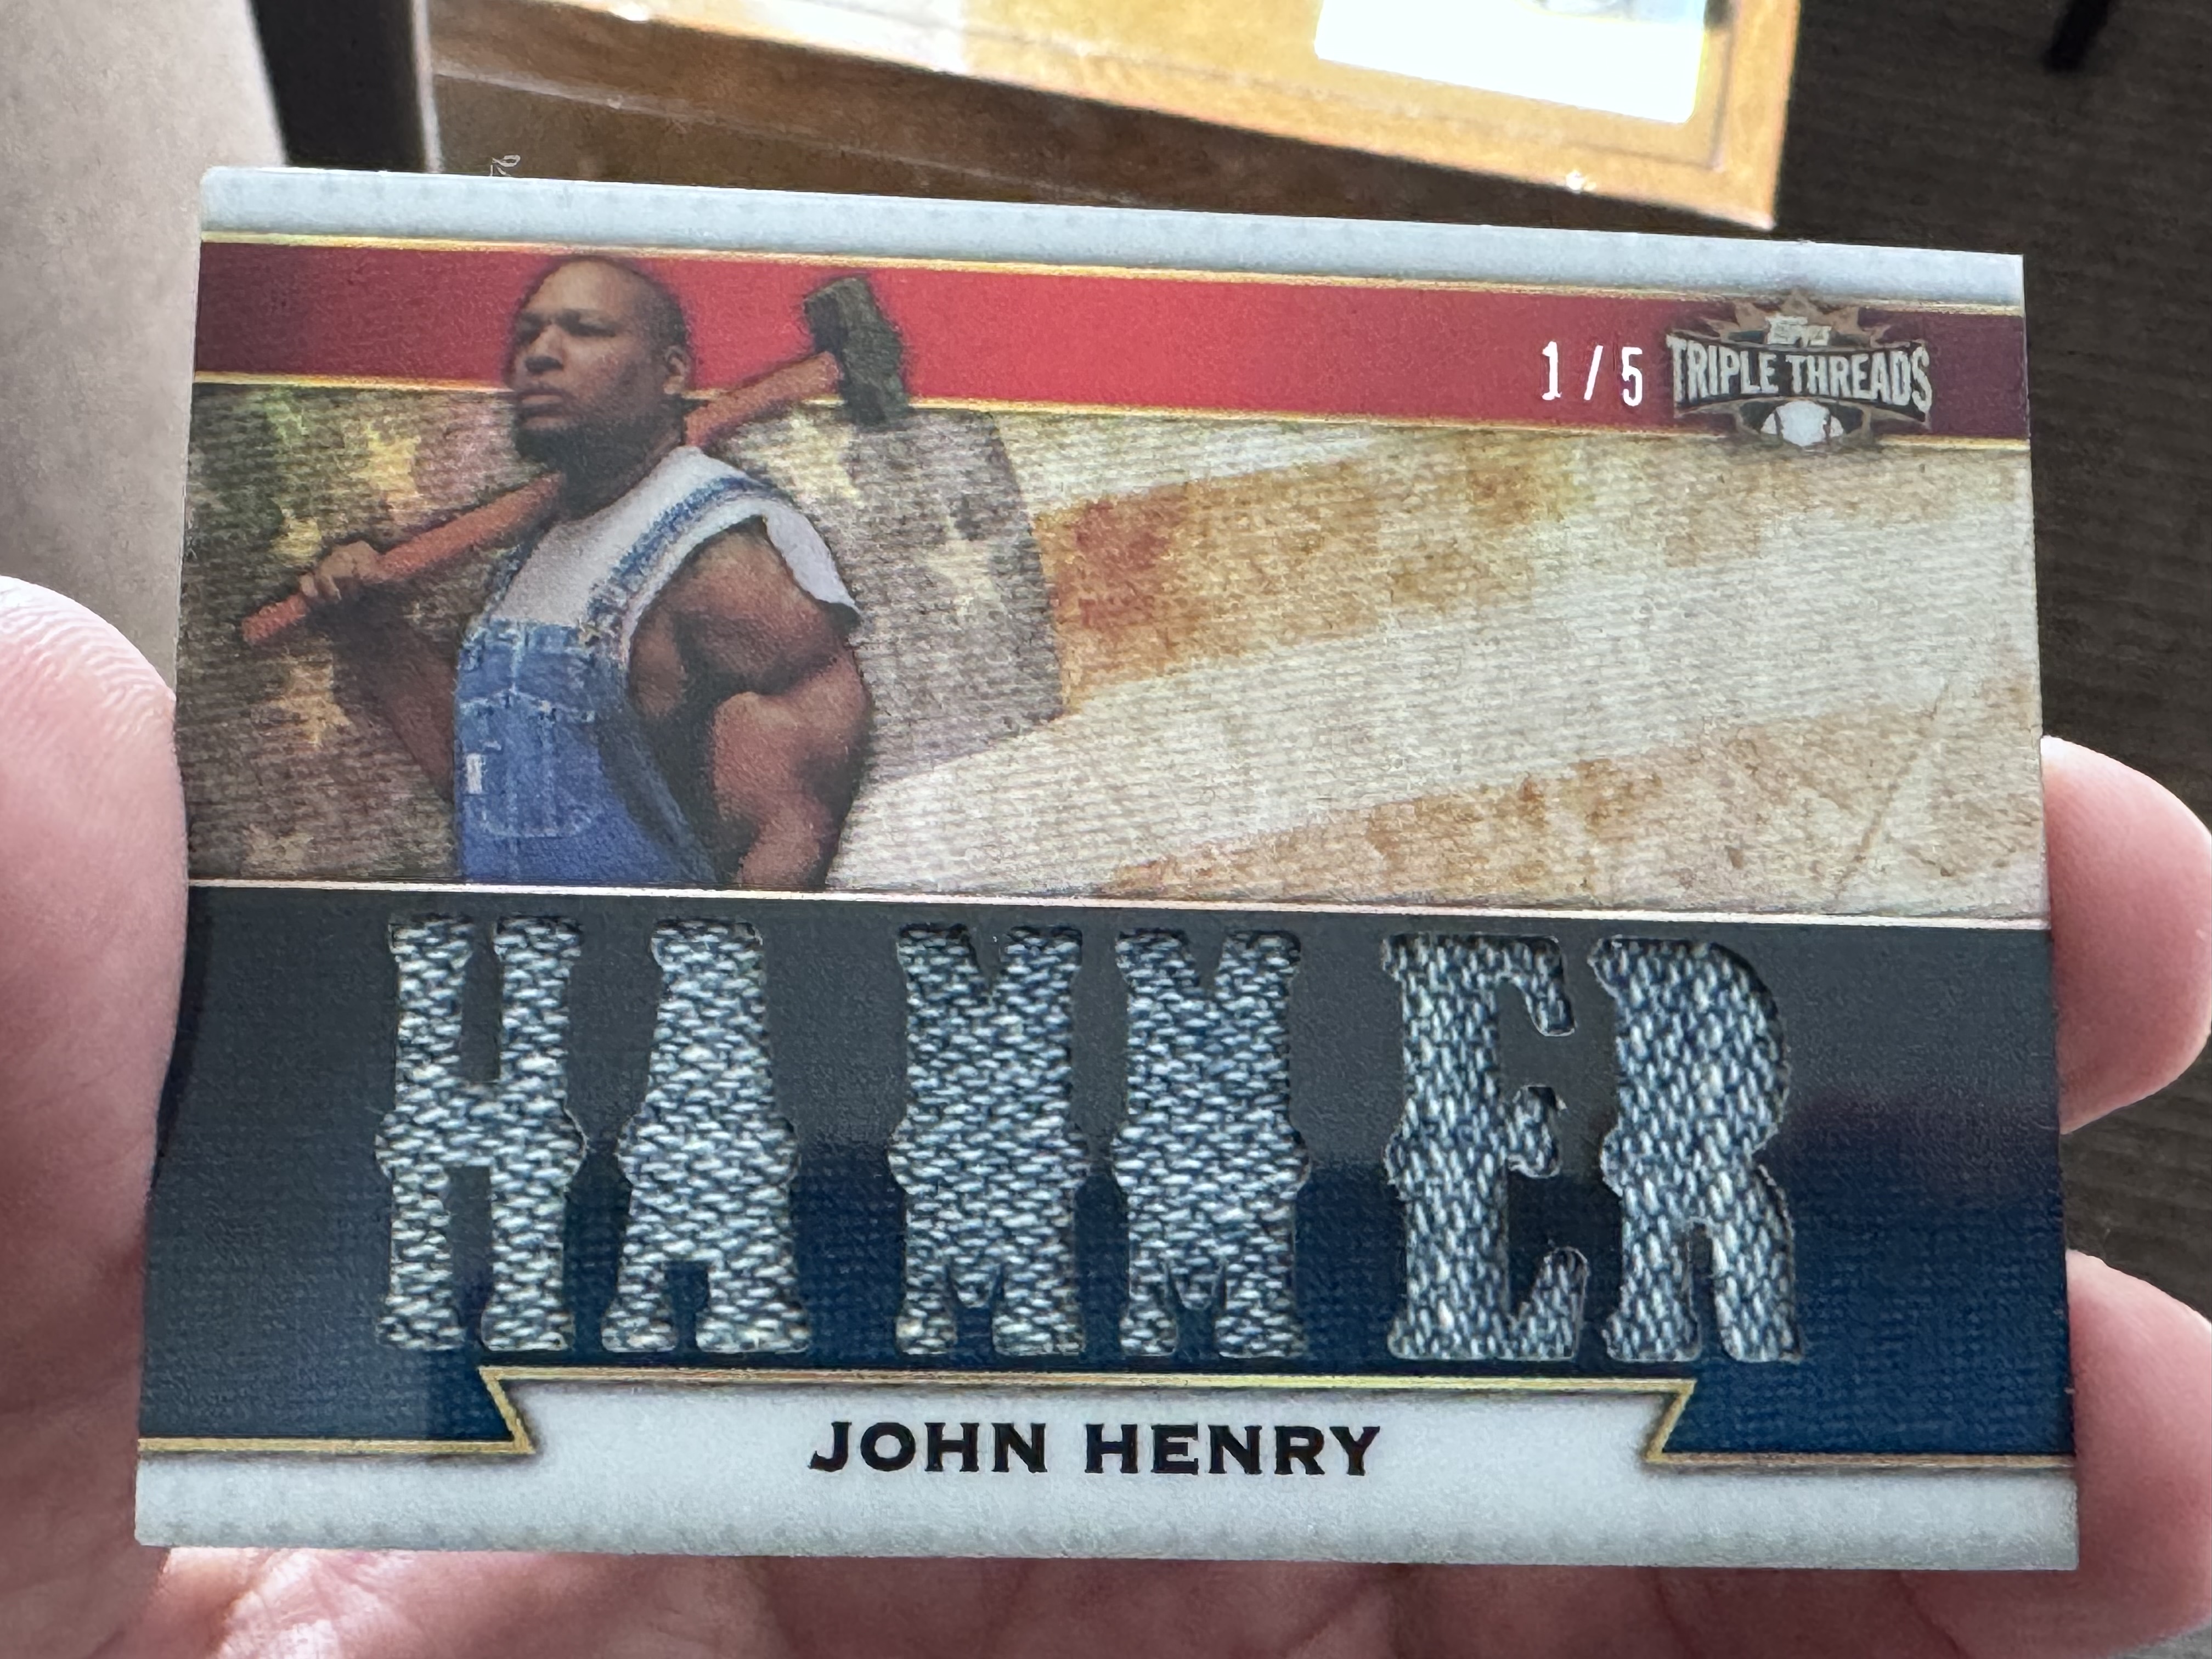 1/5
Topps
TRIPLE THREADS
HAMMER
JOHN HENRY